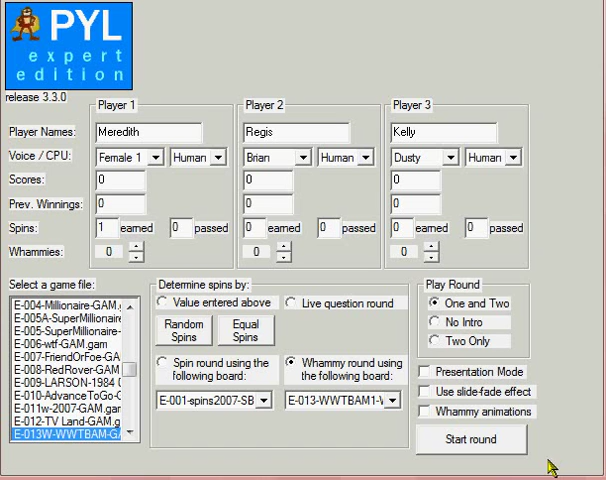 PYL
expert
edition
release 3.3.0
Player 1
Player 2
Player 3
Player Names:
Meredith
Regis
Kelly
Voice / CPU:
Female 1
Human
Brian
Human
Dusty
Human
Scores:
0
0
0
Prev. Winnings:
0
0
0
Spins:
1 earned
0 passed
0 earned
0 passed
0 earned
0 passed
Whammies:
0
0
0
Select a game file:
E-004-Millionaire-GAM.g
E-005A-SuperMillionaire
E-005-SuperMillionaire-
E-006-wtf-GAM.gam
E-007-FriendOrFoe-GA
E-008-RedRover-GAM.
E-009-LARSON-1984 (
E-010-AdvanceToGo-C
E-011w-2007-GAM.gar
E-012-TV Land-GAM.g
E-013W-WWTBAM-GA
Determine spins by:
Value entered above
Live question round
Random
Spins
Equal
Spins
Spin round using the
following board:
Whammy round using
the following board:
E-001-spins2007-SB
E-013-WWTBAM1-V
Play Round
One and Two
No Intro
Two Only
Presentation Mode
Use slide-fade effect
Whammy animations
Start round